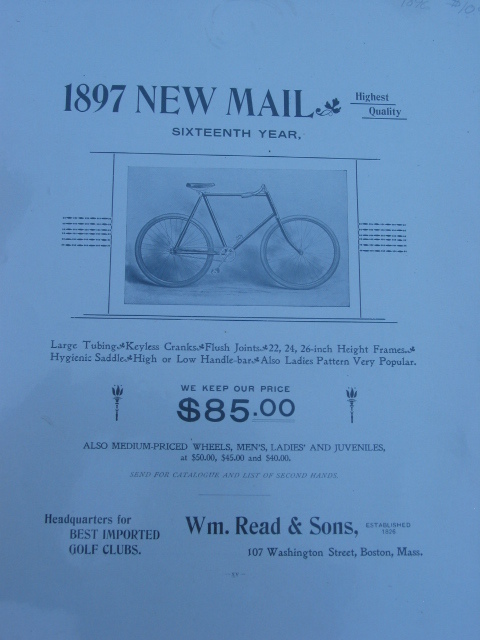 1897 NEW MAIL
Highest
Quality
SIXTEENTH YEAR,
Large Tubing. Keyless Cranks. Flush Joints. 22, 24, 26-inch Height Frames.
Hygienic Saddle. High or Low Handle-bar. Also Ladies Pattern Very Popular.
WE KEEP OUR PRICE
$85.00
ALSO MEDIUM-PRICED WHEELS, MEN'S, LADIES' AND JUVENILES,
at $50.00, $45.00 and $40.00.
SEND FOR CATALOGUE AND LIST OF SECOND HANDS.
Headquarters for
BEST IMPORTED
GOLF CLUBS.
Wm. Read & Sons,
ESTABLISHED
1826.
107 Washington Street, Boston, Mass.